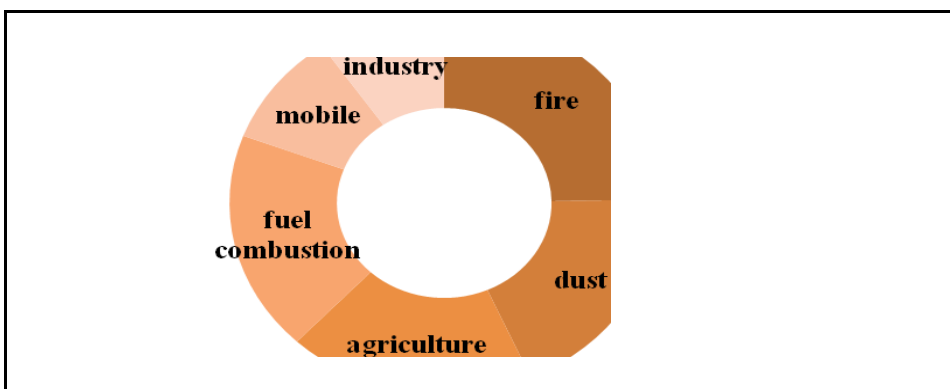 industry
fire
mobile
fuel
combustion
dust
agriculture